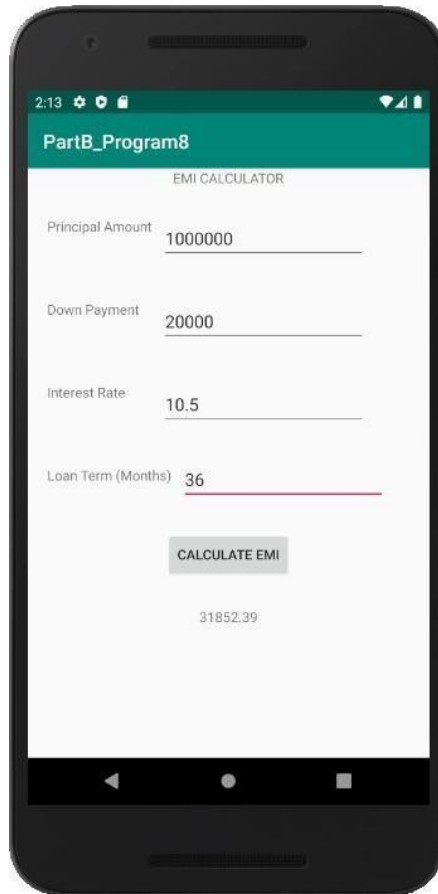 2:13
PartB_Program8
EMI CALCULATOR
Principal Amount 1000000
Down Payment 20000
Interest Rate 10.5
Loan Term (Months) 36
CALCULATE EMI
31852.39